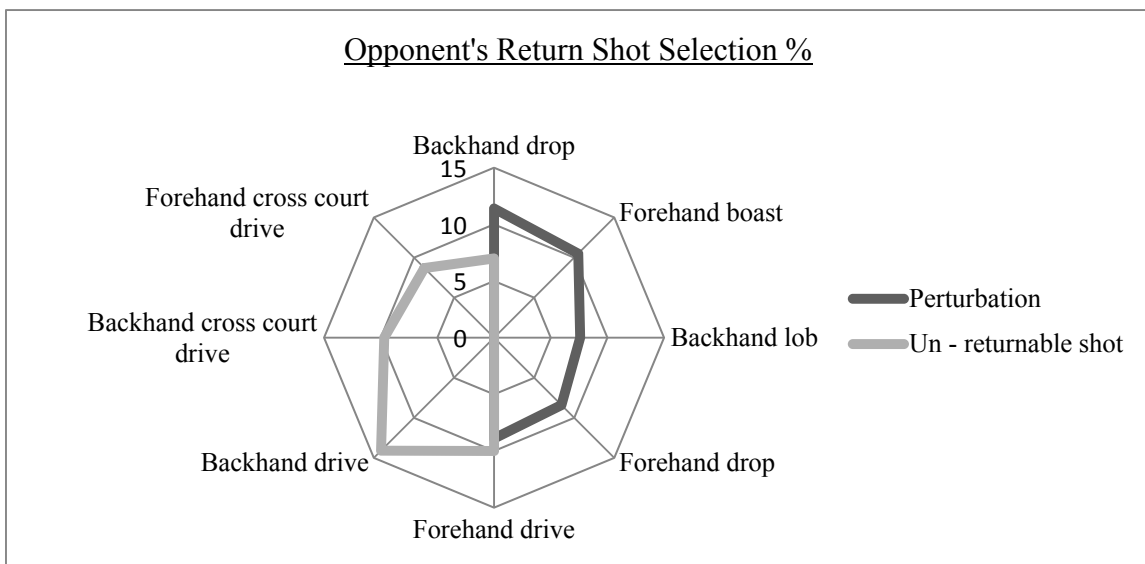 Opponent's Return Shot Selection %
Backhand drop
15
Forehand cross court
drive
Forehand boast
10
5
Perturbation
Backhand cross court
drive
0
Backhand lob
Un - returnable shot
Backhand drive
Forehand drop
Forehand drive